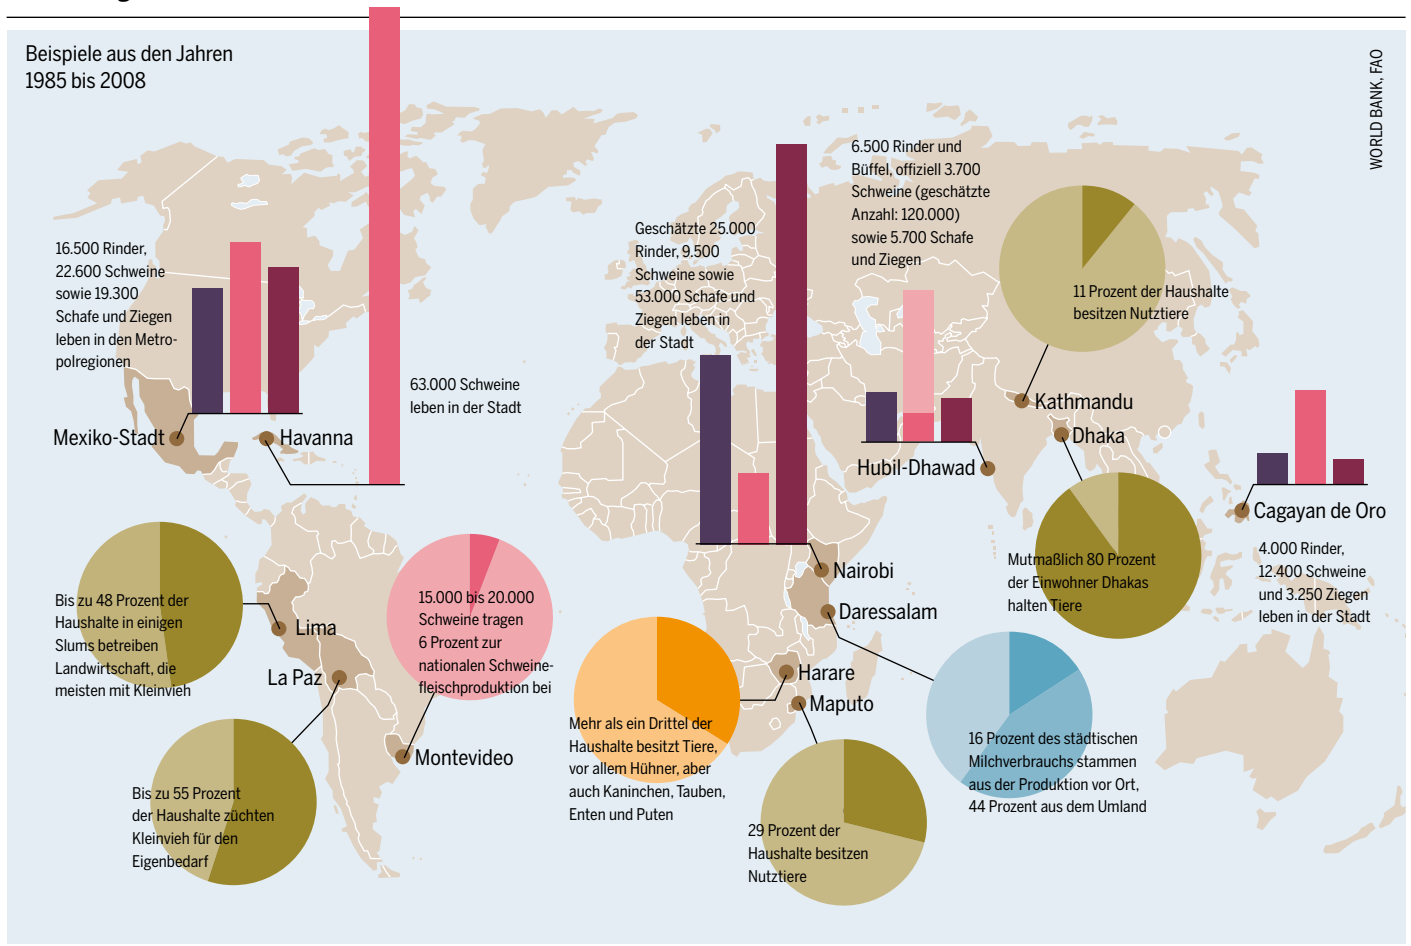 Beispiele aus den Jahren
1985 bis 2008
WORLD BANK, FAO
16.500 Rinder,
22.600 Schweine
sowie 19.300
Schafe und Ziegen
leben in den Metro-
polregionen
Mexiko-Stadt
Havanna
63.000 Schweine
leben in der Stadt
Geschätzte 25.000
Rinder, 9.500
Schweine sowie
53.000 Schafe und
Ziegen leben in
der Stadt
6.500 Rinder und
Büffel, offiziell 3.700
Schweine (geschätzte
Anzahl: 120.000)
sowie 5.700 Schafe
und Ziegen
11 Prozent der Haushalte
besitzen Nutztiere
Kathmandu
Dhaka
Hubil-Dhawad
Cagayan de Oro
4.000 Rinder,
12.400 Schweine
und 3.250 Ziegen
leben in der Stadt
Mutmaßlich 80 Prozent
der Einwohner Dhakas
halten Tiere
Nairobi
Daressalam
Harare
Maputo
Bis zu 48 Prozent der
Haushalte in einigen
Slums betreiben
Landwirtschaft, die
meisten mit Kleinvieh
Lima
La Paz
15.000 bis 20.000
Schweine tragen
6 Prozent zur
nationalen Schweine-
fleischproduktion bei
Montevideo
Bis zu 55 Prozent
der Haushalte züchten
Kleinvieh für den
Eigenbedarf
Mehr als ein Drittel der
Haushalte besitzt Tiere,
vor allem Hühner, aber
auch Kaninchen, Tauben,
Enten und Puten
29 Prozent der
Haushalte besitzen
Nutztiere
16 Prozent des städtischen
Milchverbrauchs stammen
aus der Produktion vor Ort,
44 Prozent aus dem Umland